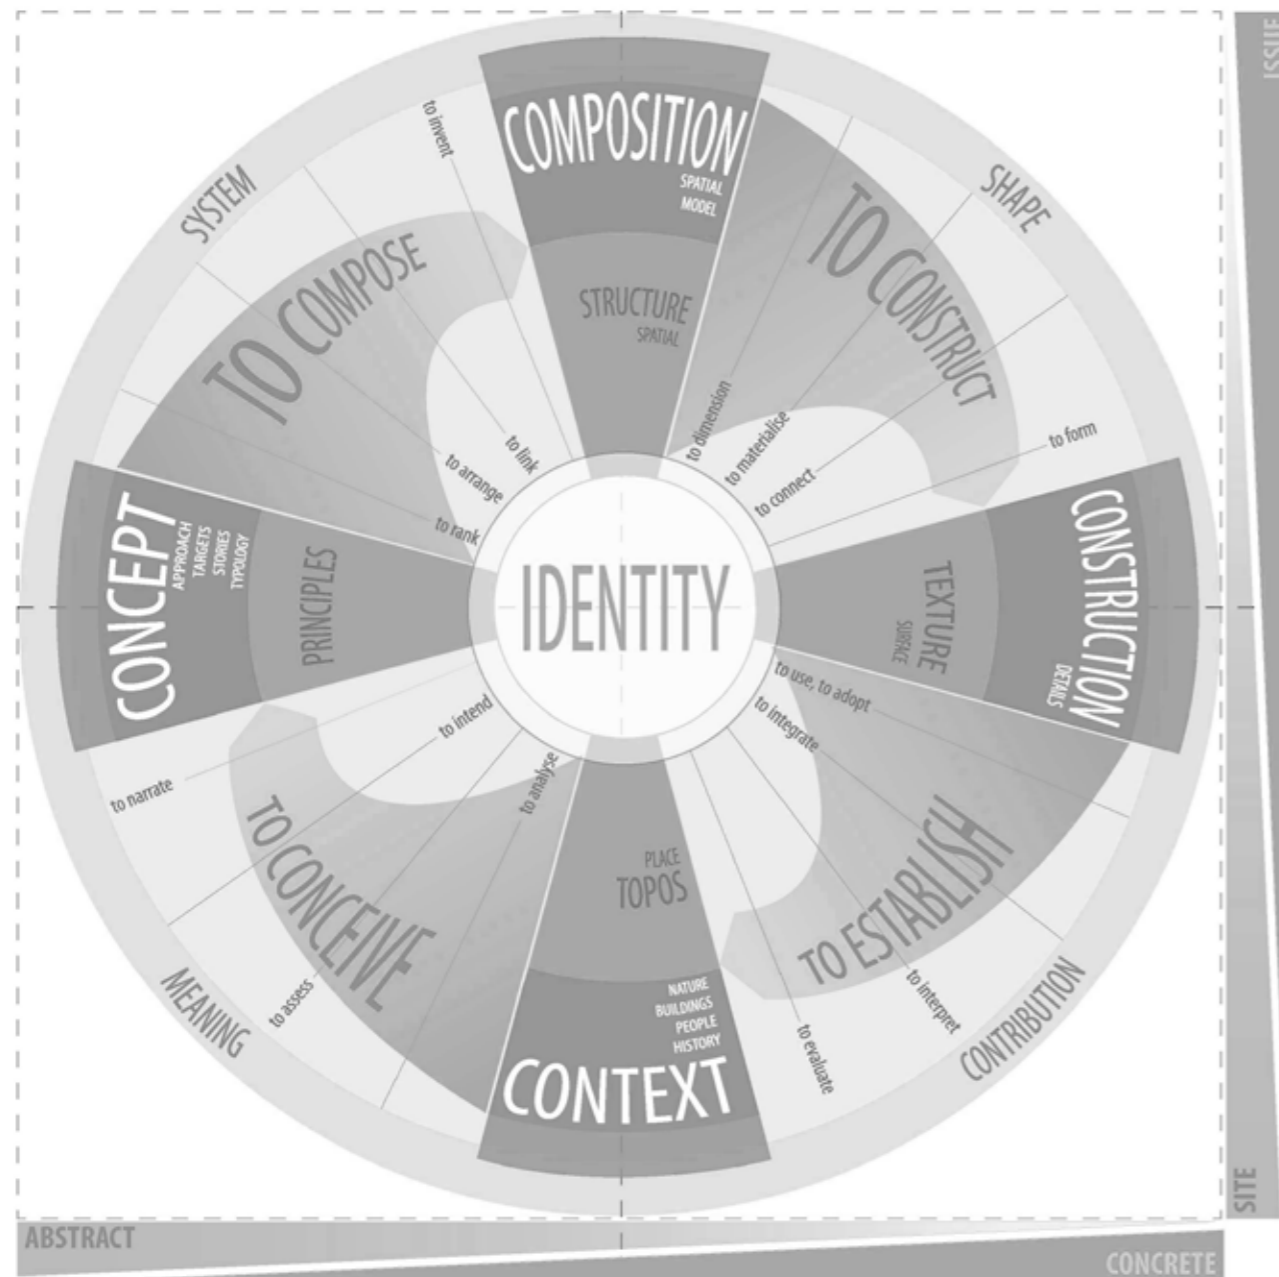 ISSUE
to invent
COMPOSITION
SPATIAL
MODEL
SYSTEM
SHAPE
TO COMPOSE
TO CONSTRUCT
STRUCTURE
SPATIAL
to dimension
to materialise
to connect
to form
to link
to arrange
to rank
CONCEPT
APPROACH
TARGETS
STORIES
TYPOLOGY
PRINCIPLES
IDENTITY
TEXTURE
SURFACE
CONSTRUCTION
DETAILS
to use, to adopt
to integrate
to intend
to analyse
to narrate
TO CONCEIVE
to assess
MEANING
PLACE
TOPOS
NATURE
BUILDINGS
PEOPLE
HISTORY
CONTEXT
TO ESTABLISH
to interpret
to evaluate
CONTRIBUTION
SITE
ABSTRACT
CONCRETE